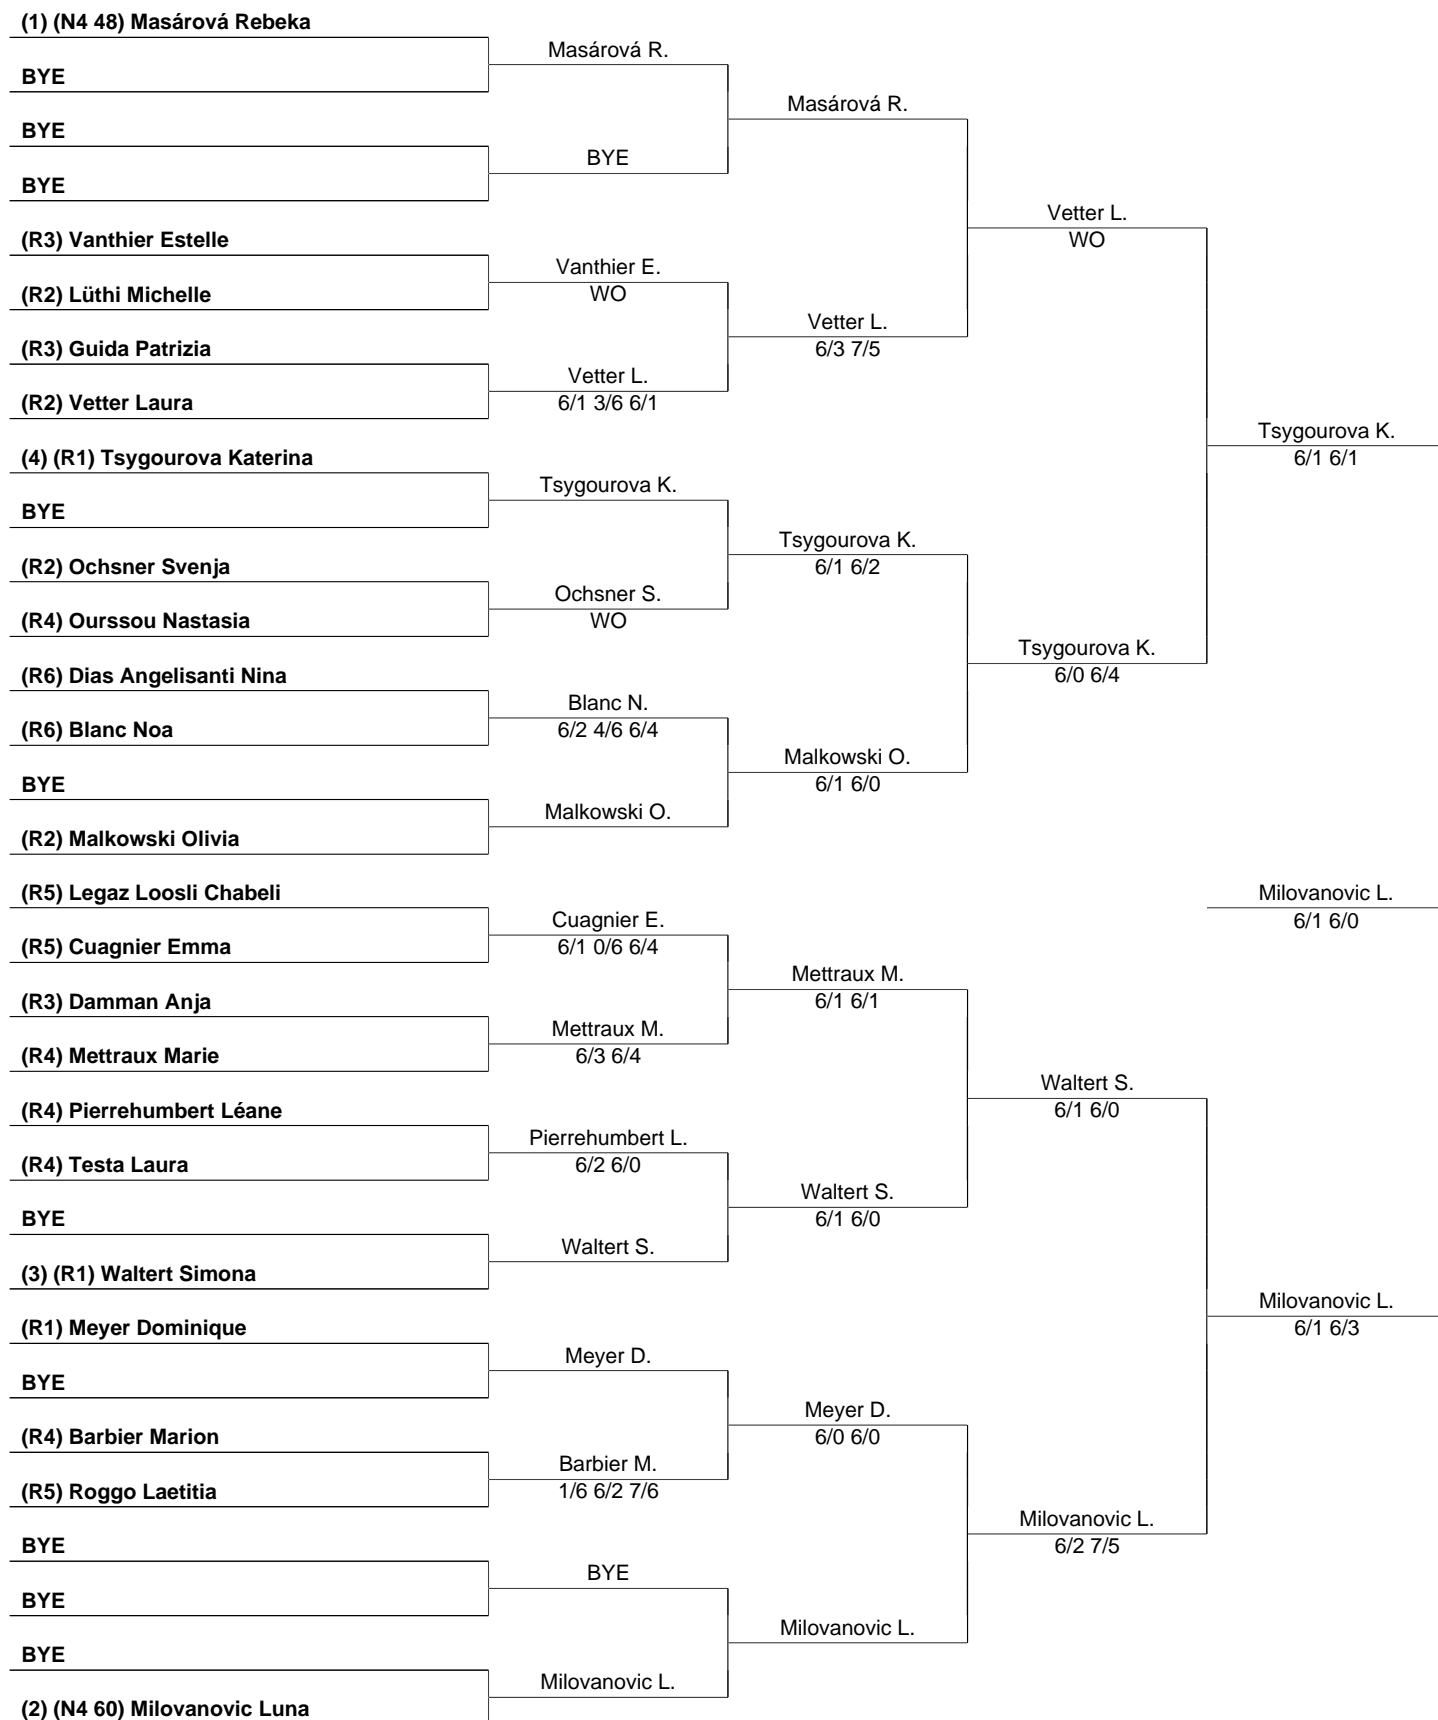 (1) (N4 48) Masárová Rebeka
BYE
BYE
BYE
(R3) Vanthier Estelle
(R2) Lüthi Michelle
(R3) Guida Patrizia
(R2) Vetter Laura
(4) (R1) Tsygourova Katerina
BYE
(R2) Ochsner Svenja
(R4) Ourssou Nastasia
(R6) Dias Angelisanti Nina
(R6) Blanc Noa
BYE
(R2) Malkowski Olivia
(R5) Legaz Loosli Chabeli
(R5) Cuagnier Emma
(R3) Damman Anja
(R4) Mettraux Marie
(R4) Pierrehumbert Léane
(R4) Testa Laura
BYE
(3) (R1) Waltert Simona
(R1) Meyer Dominique
BYE
(R4) Barbier Marion
(R5) Roggo Laetitia
BYE
BYE
BYE
(2) (N4 60) Milovanovic Luna
Masárová R.
BYE
Vanthier E.
WO
Vetter L.
6/1 3/6 6/1
Tsygourova K.
Ochsner S.
WO
Blanc N.
6/2 4/6 6/4
Malkowski O.
Cuagnier E.
6/1 0/6 6/4
Mettraux M.
6/3 6/4
Pierrehumbert L.
6/2 6/0
Waltert S.
Meyer D.
Barbier M.
1/6 6/2 7/6
BYE
Milovanovic L.
Masárová R.
Vetter L.
6/3 7/5
Tsygourova K.
6/1 6/2
Malkowski O.
6/1 6/0
Mettraux M.
6/1 6/1
Waltert S.
6/1 6/0
Meyer D.
6/0 6/0
Milovanovic L.
Vetter L.
WO
Tsygourova K.
6/0 6/4
Waltert S.
6/1 6/0
Milovanovic L.
6/2 7/5
Tsygourova K.
6/1 6/1
Milovanovic L.
6/1 6/0
Milovanovic L.
6/1 6/3